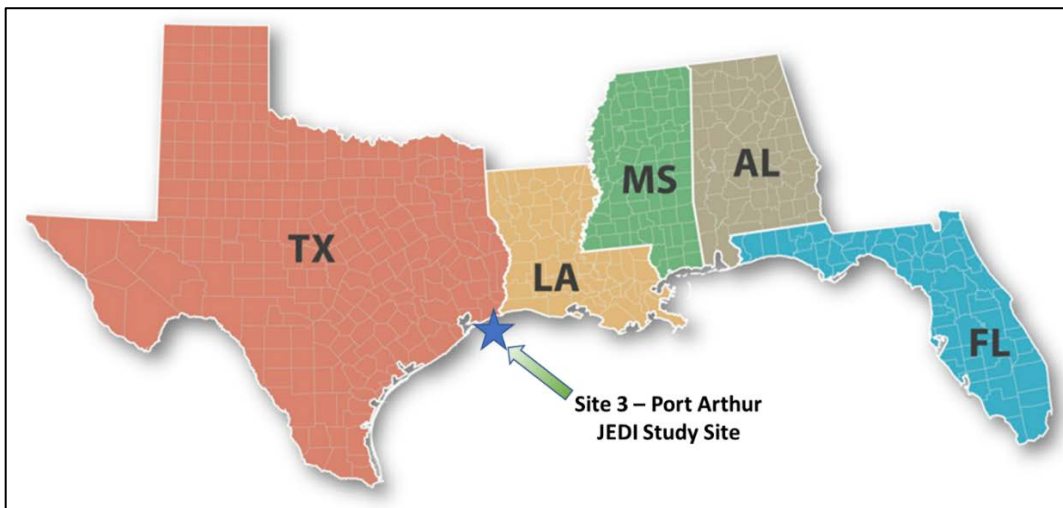 TX
LA
MS
AL
FL
Site 3 – Port Arthur
JEDI Study Site